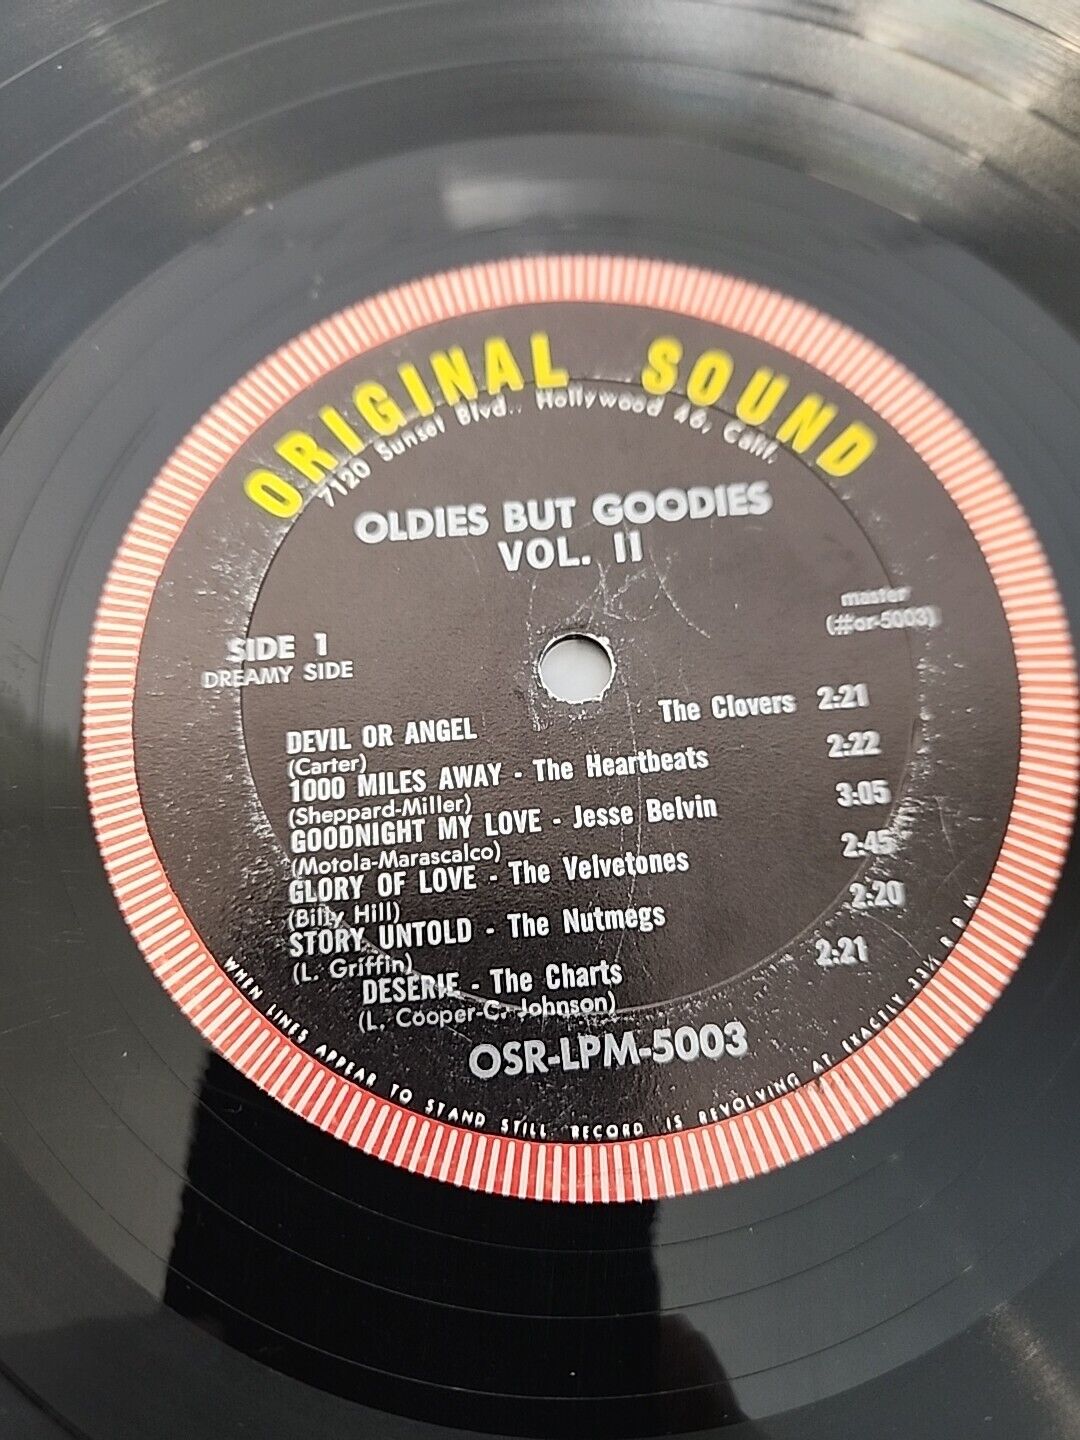 ORIGINAL SOUND
7120 Sunset Blvd., Hollywood 46, Calif.
OLDIES BUT GOODIES
VOL. II
master
(#or-5003)
SIDE 1
DREAMY SIDE
DEVIL OR ANGEL The Clovers 2:21
(Carter)
1000 MILES AWAY - The Heartbeats 2:22
(Sheppard-Miller)
GOODNIGHT MY LOVE - Jesse Belvin 3:05
(Motola-Marascalco)
GLORY OF LOVE - The Velvetones 2:45
(Billy Hill)
STORY UNTOLD - The Nutmegs 2:20
(L. Griffin)
DESERIE - The Charts 2:21
(L. Cooper-C. Johnson)
OSR-LPM-5003
WHEN LINES APPEAR TO STAND STILL, RECORD IS REVOLVING AT EXACTLY 33⅓ R P M